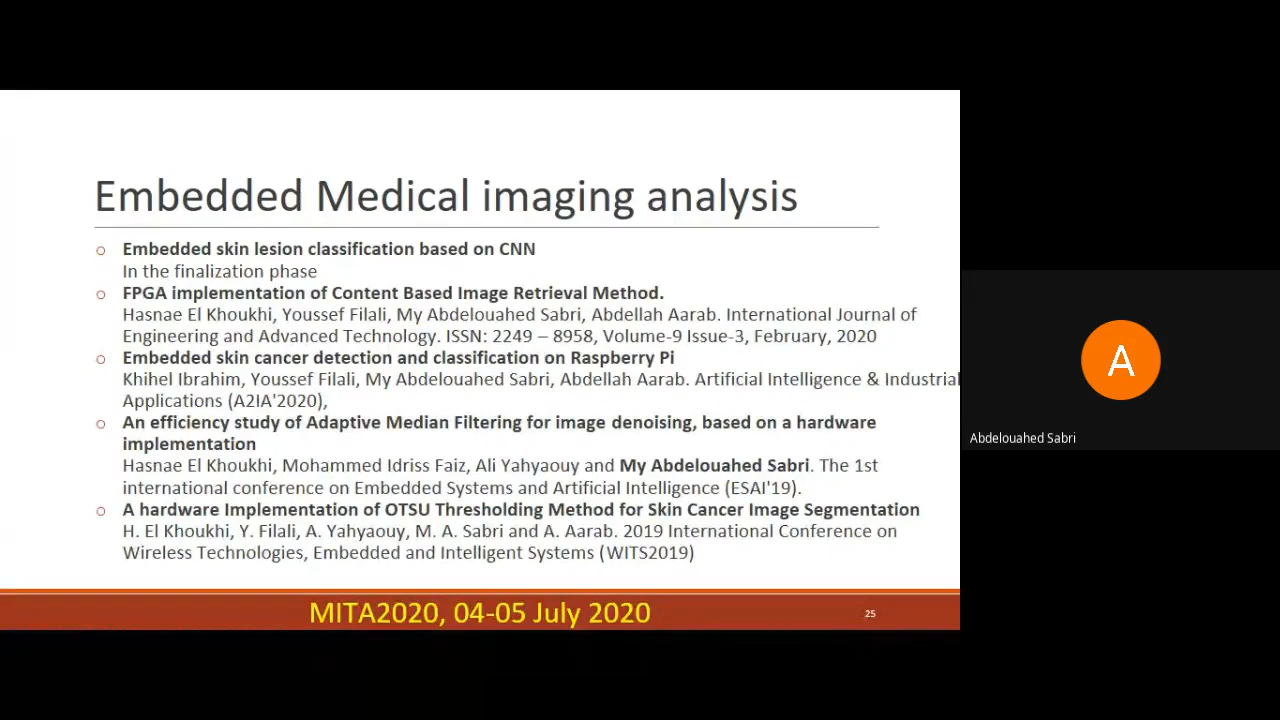 Embedded Medical imaging analysis
o Embedded skin lesion classification based on CNN
In the finalization phase
o FPGA implementation of Content Based Image Retrieval Method.
Hasnae El Khoukhi, Youssef Filali, My Abdelouahed Sabri, Abdellah Aarab. International Journal of
Engineering and Advanced Technology. ISSN: 2249 – 8958, Volume-9 Issue-3, February, 2020
o Embedded skin cancer detection and classification on Raspberry Pi
Khihel Ibrahim, Youssef Filali, My Abdelouahed Sabri, Abdellah Aarab. Artificial Intelligence & Industrial
Applications (A2IA'2020),
o An efficiency study of Adaptive Median Filtering for image denoising, based on a hardware
implementation
Hasnae El Khoukhi, Mohammed Idriss Faiz, Ali Yahyaouy and My Abdelouahed Sabri. The 1st
international conference on Embedded Systems and Artificial Intelligence (ESAI'19).
o A hardware Implementation of OTSU Thresholding Method for Skin Cancer Image Segmentation
H. El Khoukhi, Y. Filali, A. Yahyaouy, M. A. Sabri and A. Aarab. 2019 International Conference on
Wireless Technologies, Embedded and Intelligent Systems (WITS2019)
MITA2020, 04-05 July 2020
25
A
Abdelouahed Sabri